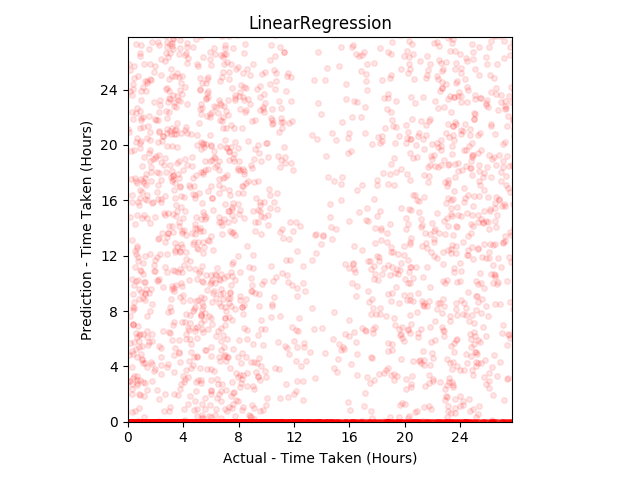 LinearRegression
Prediction - Time Taken (Hours)
24
20
16
12
8
4
0
0 4 8 12 16 20 24
Actual - Time Taken (Hours)